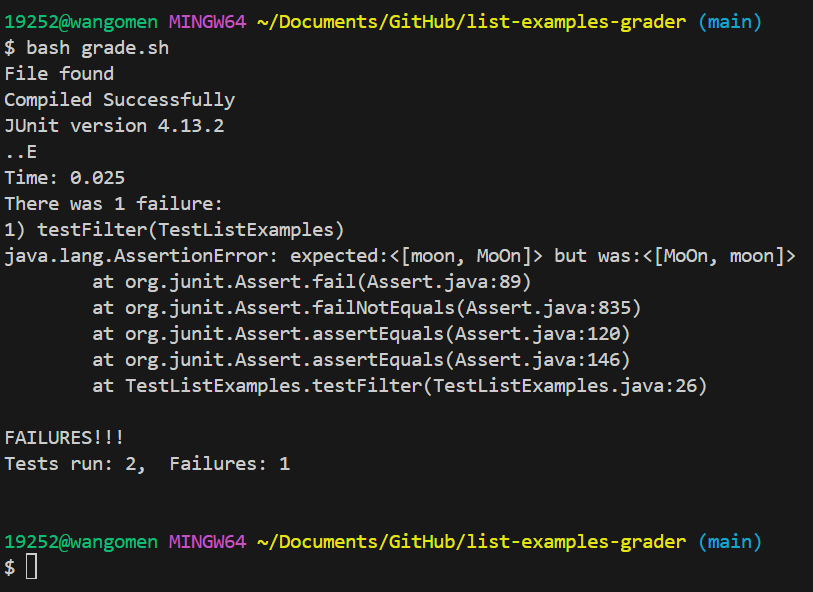 19252@wangomen MINGW64 ~/Documents/GitHub/list-examples-grader (main)
$ bash grade.sh
File found
Compiled Successfully
JUnit version 4.13.2
..E
Time: 0.025
There was 1 failure:
1) testFilter(TestListExamples)
java.lang.AssertionError: expected:<[moon, MoOn]> but was:<[MoOn, moon]>
        at org.junit.Assert.fail(Assert.java:89)
        at org.junit.Assert.failNotEquals(Assert.java:835)
        at org.junit.Assert.assertEquals(Assert.java:120)
        at org.junit.Assert.assertEquals(Assert.java:146)
        at TestListExamples.testFilter(TestListExamples.java:26)

FAILURES!!!
Tests run: 2,  Failures: 1


19252@wangomen MINGW64 ~/Documents/GitHub/list-examples-grader (main)
$